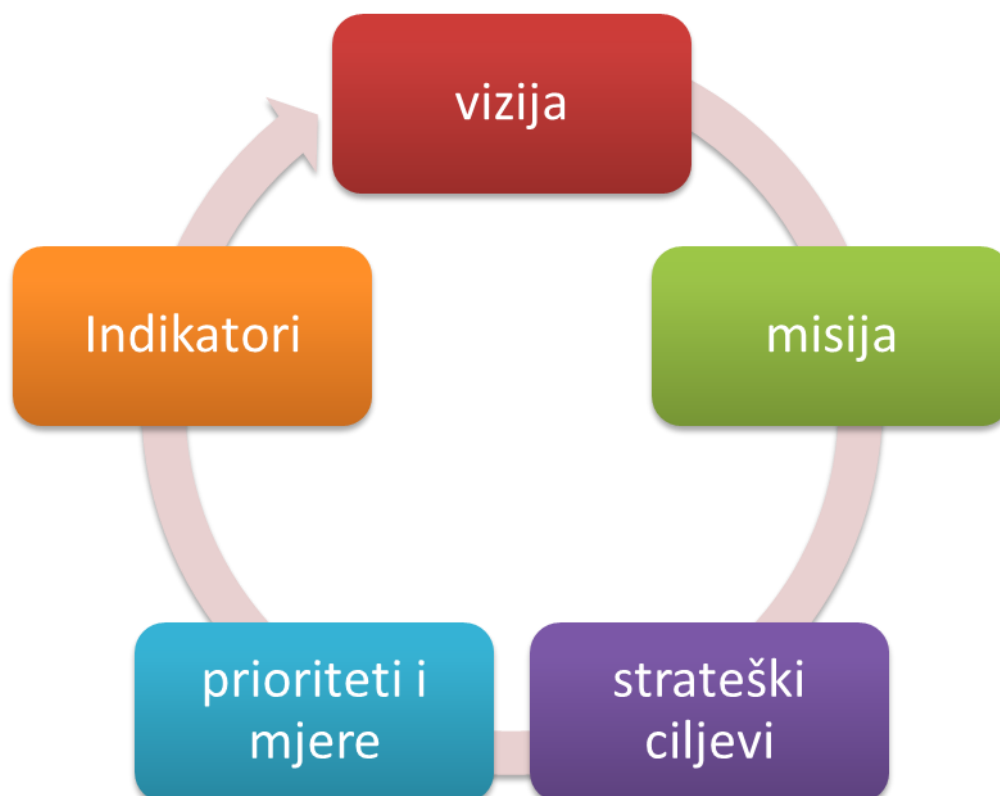 vizija
misija
strateški
ciljevi
prioriteti i
mjere
Indikatori